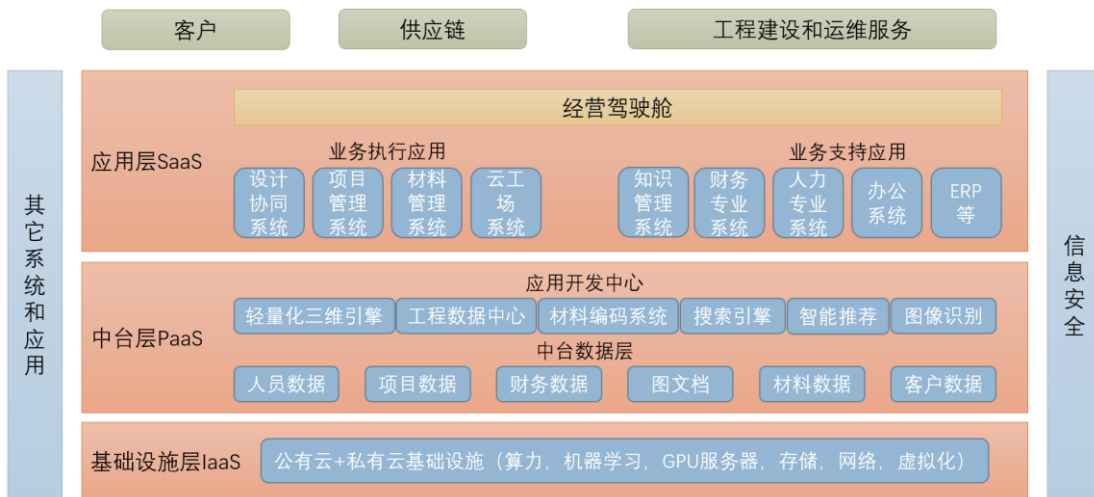 客户
供应链
工程建设和运维服务
其它系统和应用
应用层SaaS
经营驾驶舱
业务执行应用
设计
协同
系统
项目
管理
系统
材料
管理
系统
云工
场
系统
业务支持应用
知识
管理
系统
财务
专业
系统
人力
专业
系统
办公
系统
ERP
等
中台层PaaS
应用开发中心
轻量化三维引擎
工程数据中心
材料编码系统
搜索引擎
智能推荐
图像识别
中台数据层
人员数据
项目数据
财务数据
图文档
材料数据
客户数据
基础设施层IaaS
公有云+私有云基础设施（算力，机器学习，GPU服务器，存储，网络，虚拟化）
信息安全